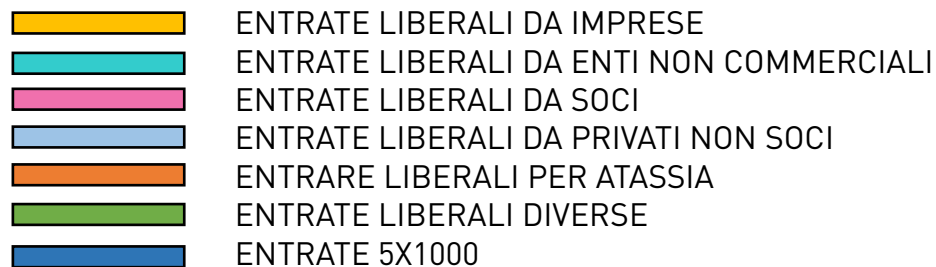 ENTRATE LIBERALI DA IMPRESE
ENTRATE LIBERALI DA ENTI NON COMMERCIALI
ENTRATE LIBERALI DA SOCI
ENTRATE LIBERALI DA PRIVATI NON SOCI
ENTRARE LIBERALI PER ATASSIA
ENTRATE LIBERALI DIVERSE
ENTRATE 5X1000